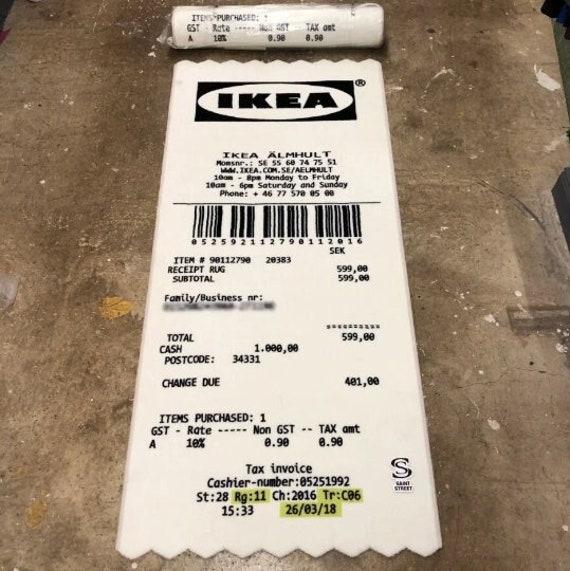 ITEMS PURCHASED: 1
GST - Rate ----- Non GST -- TAX amt
A 10% 0.90 0.90
IKEA®
IKEA ÄLMHULT
Momsnr.: SE 55 60 74 75 51
WWW.IKEA.COM.SE/AELMHULT
10am - 8pm Monday to Friday
10am - 6pm Saturday and Sunday
Phone: + 46 77 570 05 00
052592112790112016
SEK
ITEM # 90112790 20383
RECEIPT RUG 599,00
SUBTOTAL 599,00
Family/Business nr:
==========
TOTAL 599,00
CASH 1.000,00
POSTCODE: 34331
CHANGE DUE 401,00
ITEMS PURCHASED: 1
GST - Rate ----- Non GST -- TAX amt
A 10% 0.90 0.90
Tax invoice
Cashier-number:05251992
St:28 Rg:11 Ch:2016 Tr:C06
15:33 26/03/18
S
SAINT
STREET